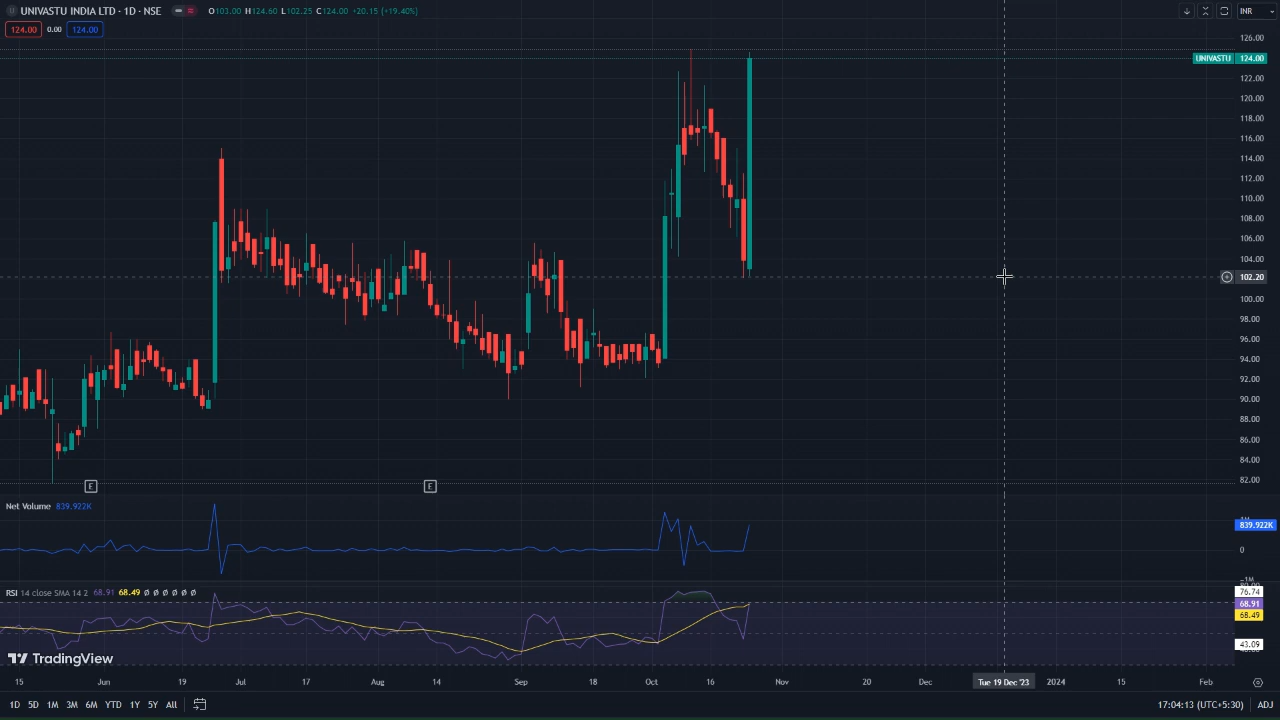 UNIVASTU INDIA LTD · 1D · NSE O103.00 H124.60 L102.25 C124.00 +20.15 (+19.40%) INR
124.00 0.00 124.00
126.00
UNIVASTU 124.00
122.00
120.00
118.00
116.00
114.00
112.00
110.00
108.00
106.00
104.00
102.20
100.00
98.00
96.00
94.00
92.00
90.00
88.00
86.00
84.00
82.00
E E
Net Volume 839.922K
839.922K
0
−1M
80.00
RSI 14 close SMA 14 2 68.91 68.49 Ø Ø Ø Ø Ø Ø
76.74
68.91
68.49
43.09
TradingView
15 Jun 19 Jul 17 Aug 14 Sep 18 Oct 16 Nov 20 Dec Tue 19 Dec '23 2024 15 Feb
1D 5D 1M 3M 6M YTD 1Y 5Y All 17:04:13 (UTC+5:30) ADJ